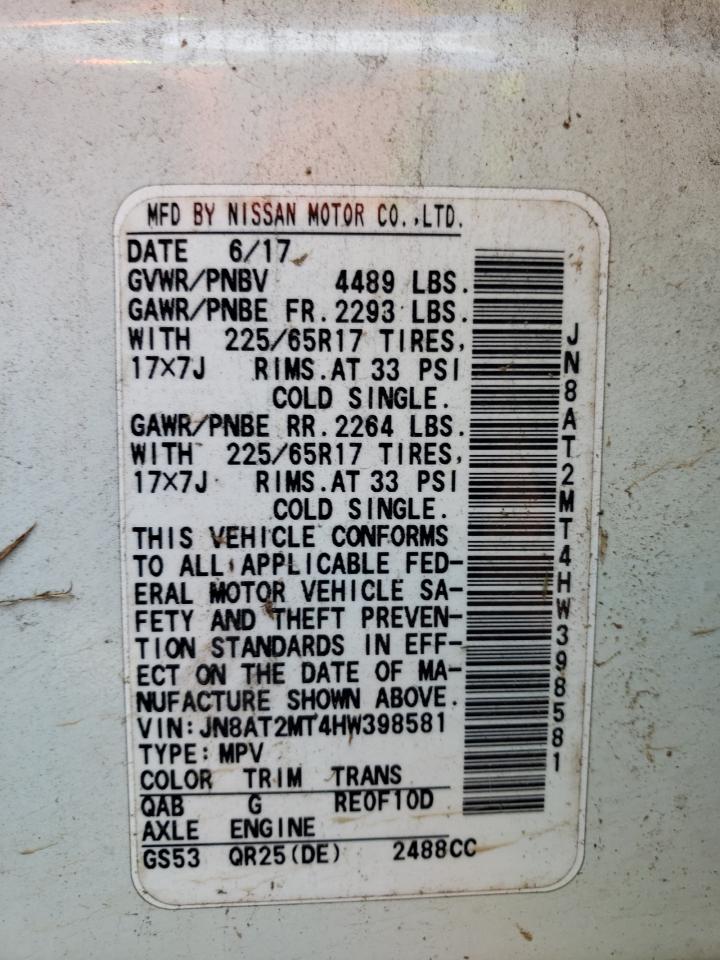 MFD BY NISSAN MOTOR CO.,LTD.
DATE 6/17
GVWR/PNBV 4489 LBS.
GAWR/PNBE FR.2293 LBS.
WITH 225/65R17 TIRES,
17×7J RIMS.AT 33 PSI
COLD SINGLE.
GAWR/PNBE RR.2264 LBS.
WITH 225/65R17 TIRES,
17×7J RIMS.AT 33 PSI
COLD SINGLE.
THIS VEHICLE CONFORMS
TO ALL APPLICABLE FED-
ERAL MOTOR VEHICLE SA-
FETY AND THEFT PREVEN-
TION STANDARDS IN EFF-
ECT ON THE DATE OF MA-
NUFACTURE SHOWN ABOVE.
VIN:JN8AT2MT4HW398581
TYPE:MPV
COLOR TRIM TRANS
QAB G RE0F10D
AXLE ENGINE
GS53 QR25(DE) 2488CC
JN8AT2MT4HW398581